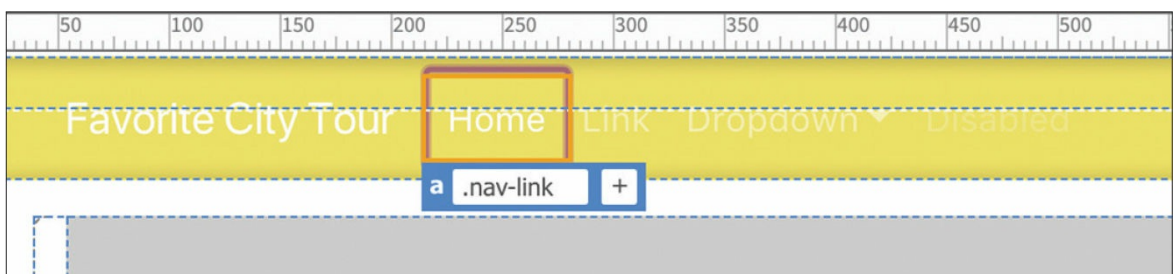 50 100 150 200 250 300 350 400 450 500
Favorite City Tour Home Link Dropdown Disabled
a .nav-link +